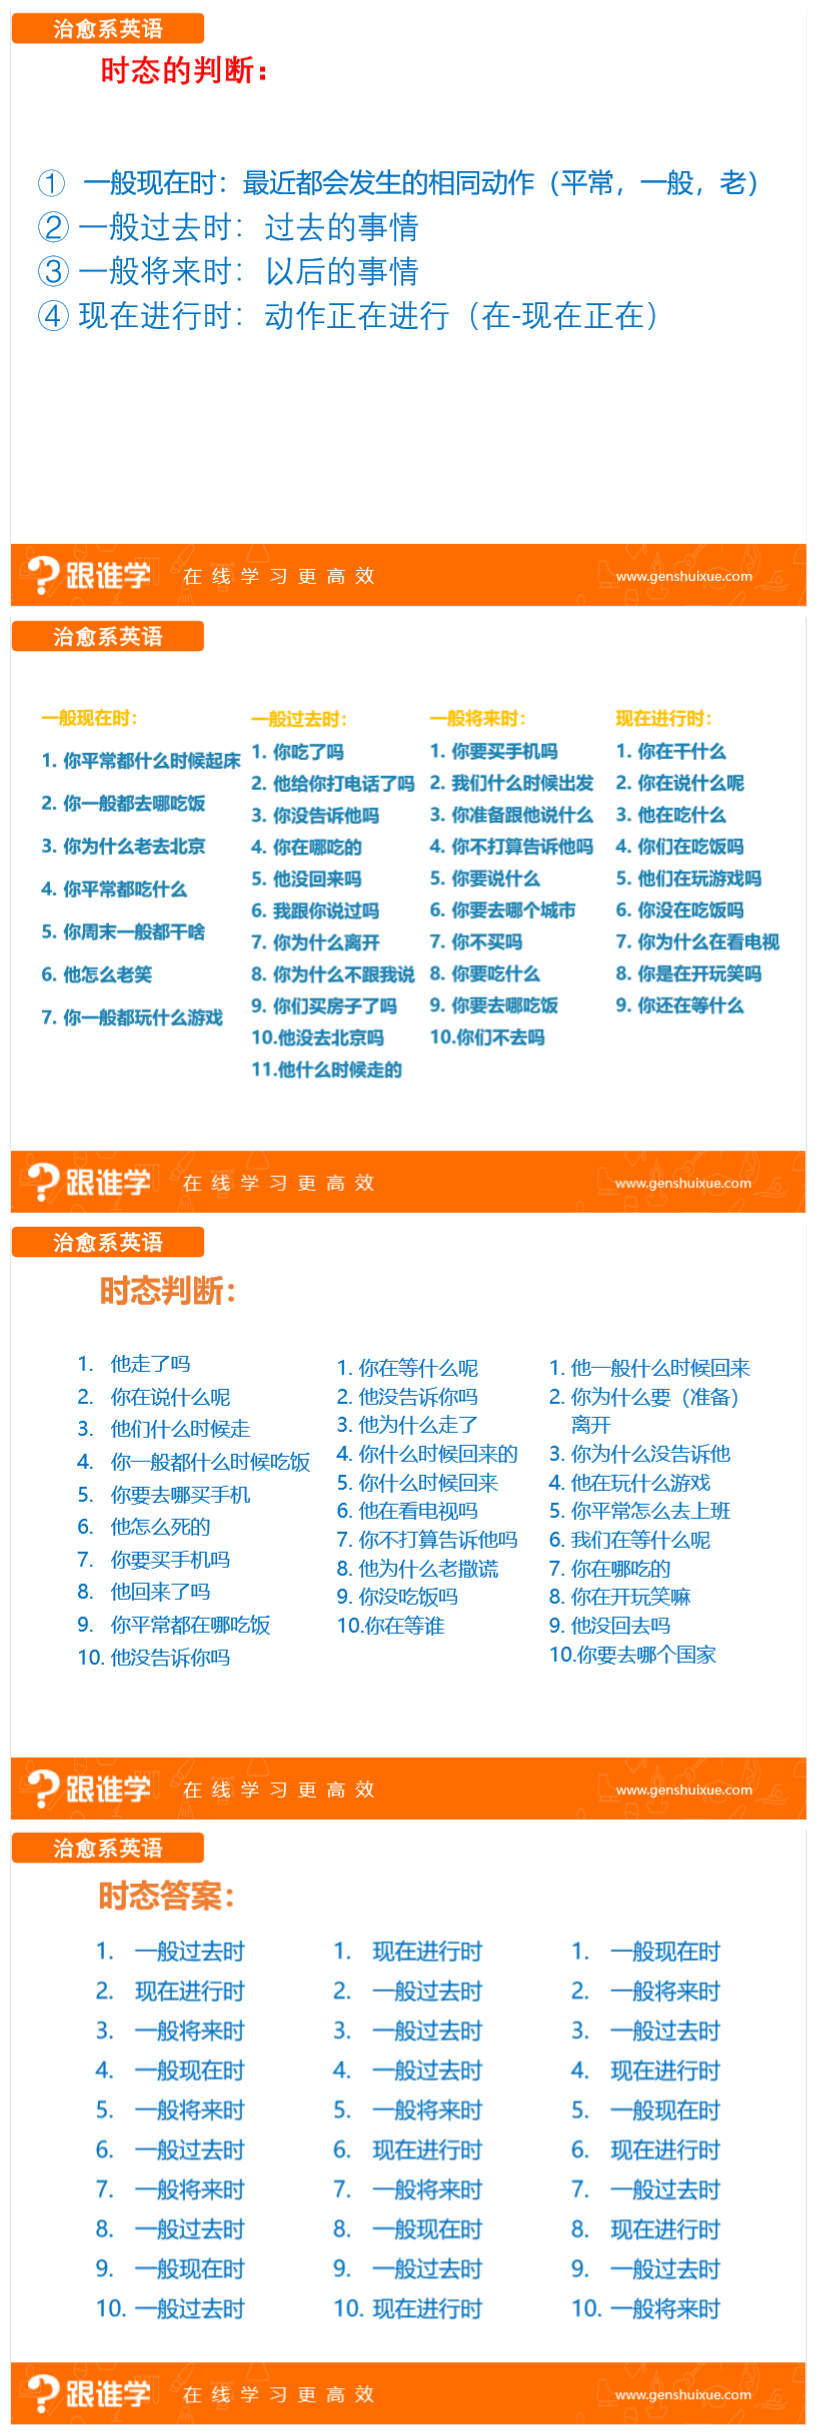 治愈系英语
时态的判断：
① 一般现在时：最近都会发生的相同动作（平常，一般，老）
② 一般过去时：过去的事情
③ 一般将来时：以后的事情
④ 现在进行时：动作正在进行（在-现在正在）
跟谁学 在线学习更高效 www.genshuixue.com
治愈系英语
一般现在时：
1. 你平常都什么时候起床
2. 你一般都去哪吃饭
3. 你为什么老去北京
4. 你平常都吃什么
5. 你周末一般都干啥
6. 他怎么老笑
7. 你一般都玩什么游戏
一般过去时：
1. 你吃了吗
2. 他给你打电话了吗
3. 你没告诉他吗
4. 你在哪吃的
5. 他没回来吗
6. 我跟你说过吗
7. 你为什么离开
8. 你为什么不跟我说
9. 你们买房子了吗
10.他没去北京吗
11.他什么时候走的
一般将来时：
1. 你要买手机吗
2. 我们什么时候出发
3. 你准备跟他说什么
4. 你不打算告诉他吗
5. 你要说什么
6. 你要去哪个城市
7. 你不买吗
8. 你要吃什么
9. 你要去哪吃饭
10.你们不去吗
现在进行时：
1. 你在干什么
2. 你在说什么呢
3. 他在吃什么
4. 你们在吃饭吗
5. 他们在玩游戏吗
6. 你没在吃饭吗
7. 你为什么在看电视
8. 你是在开玩笑吗
9. 你还在等什么
跟谁学 在线学习更高效 www.genshuixue.com
治愈系英语
时态判断：
1. 他走了吗
2. 你在说什么呢
3. 他们什么时候走
4. 你一般都什么时候吃饭
5. 你要去哪买手机
6. 他怎么死的
7. 你要买手机吗
8. 他回来了吗
9. 你平常都在哪吃饭
10. 他没告诉你吗
1. 你在等什么呢
2. 他没告诉你吗
3. 他为什么走了
4. 你什么时候回来的
5. 你什么时候回来
6. 他在看电视吗
7. 你不打算告诉他吗
8. 他为什么老撒谎
9. 你没吃饭吗
10.你在等谁
1. 他一般什么时候回来
2. 你为什么要（准备）
离开
3. 你为什么没告诉他
4. 他在玩什么游戏
5. 你平常怎么去上班
6. 我们在等什么呢
7. 你在哪吃的
8. 你在开玩笑嘛
9. 他没回去吗
10.你要去哪个国家
跟谁学 在线学习更高效 www.genshuixue.com
治愈系英语
时态答案：
1. 一般过去时
2. 现在进行时
3. 一般将来时
4. 一般现在时
5. 一般将来时
6. 一般过去时
7. 一般将来时
8. 一般过去时
9. 一般现在时
10. 一般过去时
1. 现在进行时
2. 一般过去时
3. 一般过去时
4. 一般过去时
5. 一般将来时
6. 现在进行时
7. 一般将来时
8. 一般现在时
9. 一般过去时
10. 现在进行时
1. 一般现在时
2. 一般将来时
3. 一般过去时
4. 现在进行时
5. 一般现在时
6. 现在进行时
7. 一般过去时
8. 现在进行时
9. 一般过去时
10. 一般将来时
跟谁学 在线学习更高效 www.genshuixue.com